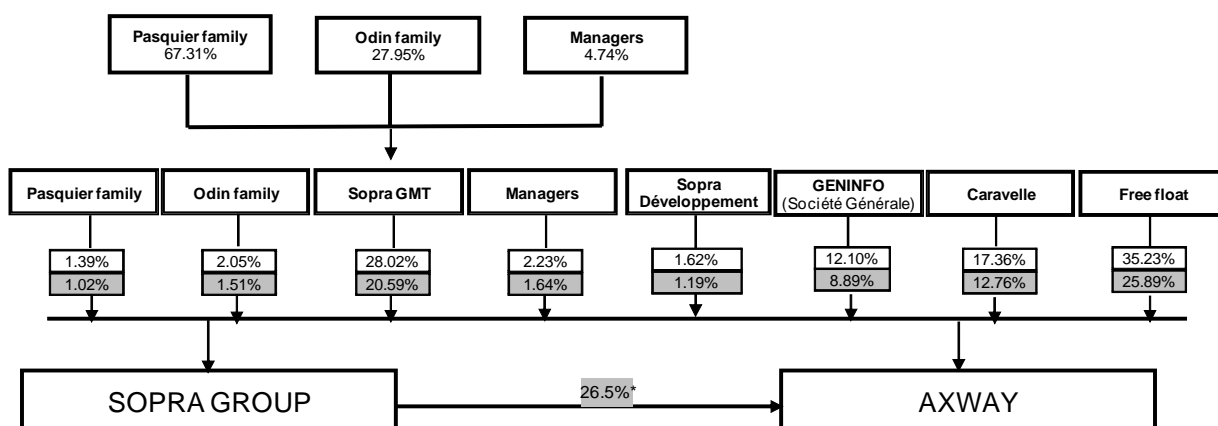 Pasquier family
67.31%
Odin family
27.95%
Managers
4.74%
Pasquier family
Odin family
Sopra GMT
Managers
Sopra
Développement
GENINFO
(Société Générale)
Caravelle
Free float
1.39%
1.02%
2.05%
1.51%
28.02%
20.59%
2.23%
1.64%
1.62%
1.19%
12.10%
8.89%
17.36%
12.76%
35.23%
25.89%
SOPRA GROUP
26.5%*
AXWAY